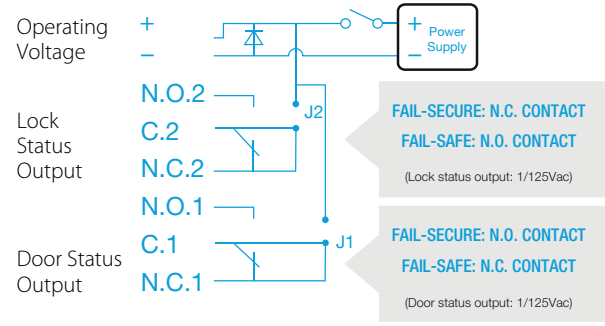 Operating
Voltage
+
−
+
−
Power
Supply
Lock
Status
Output
N.O.2
C.2
N.C.2
J2
FAIL-SECURE: N.C. CONTACT
FAIL-SAFE: N.O. CONTACT
(Lock status output: 1/125Vac)
Door Status
Output
N.O.1
C.1
N.C.1
J1
FAIL-SECURE: N.O. CONTACT
FAIL-SAFE: N.C. CONTACT
(Door status output: 1/125Vac)